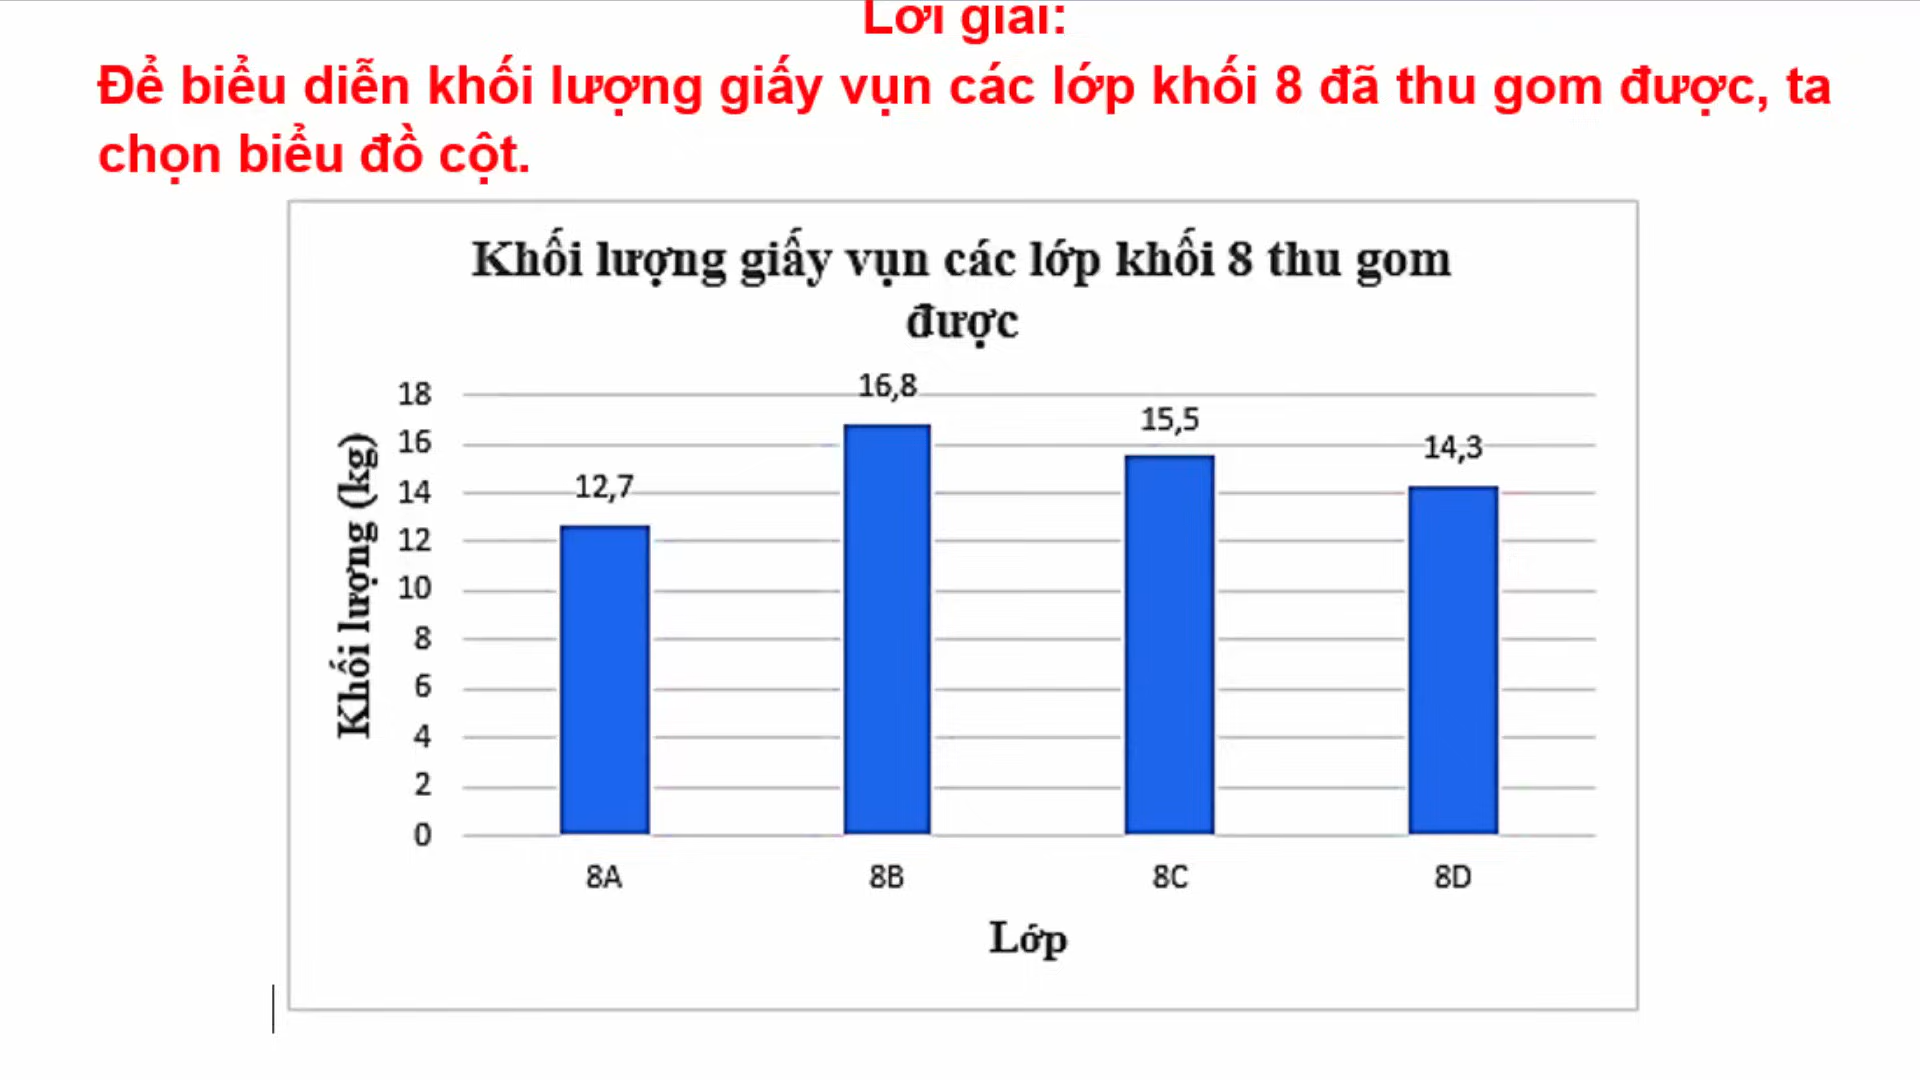 Lời giải:
Để biểu diễn khối lượng giấy vụn các lớp khối 8 đã thu gom được, ta
chọn biểu đồ cột.
Khối lượng giấy vụn các lớp khối 8 thu gom
được
Khối lượng (kg)
18
16
14
12
10
8
6
4
2
0
12,7
16,8
15,5
14,3
8A
8B
8C
8D
Lớp